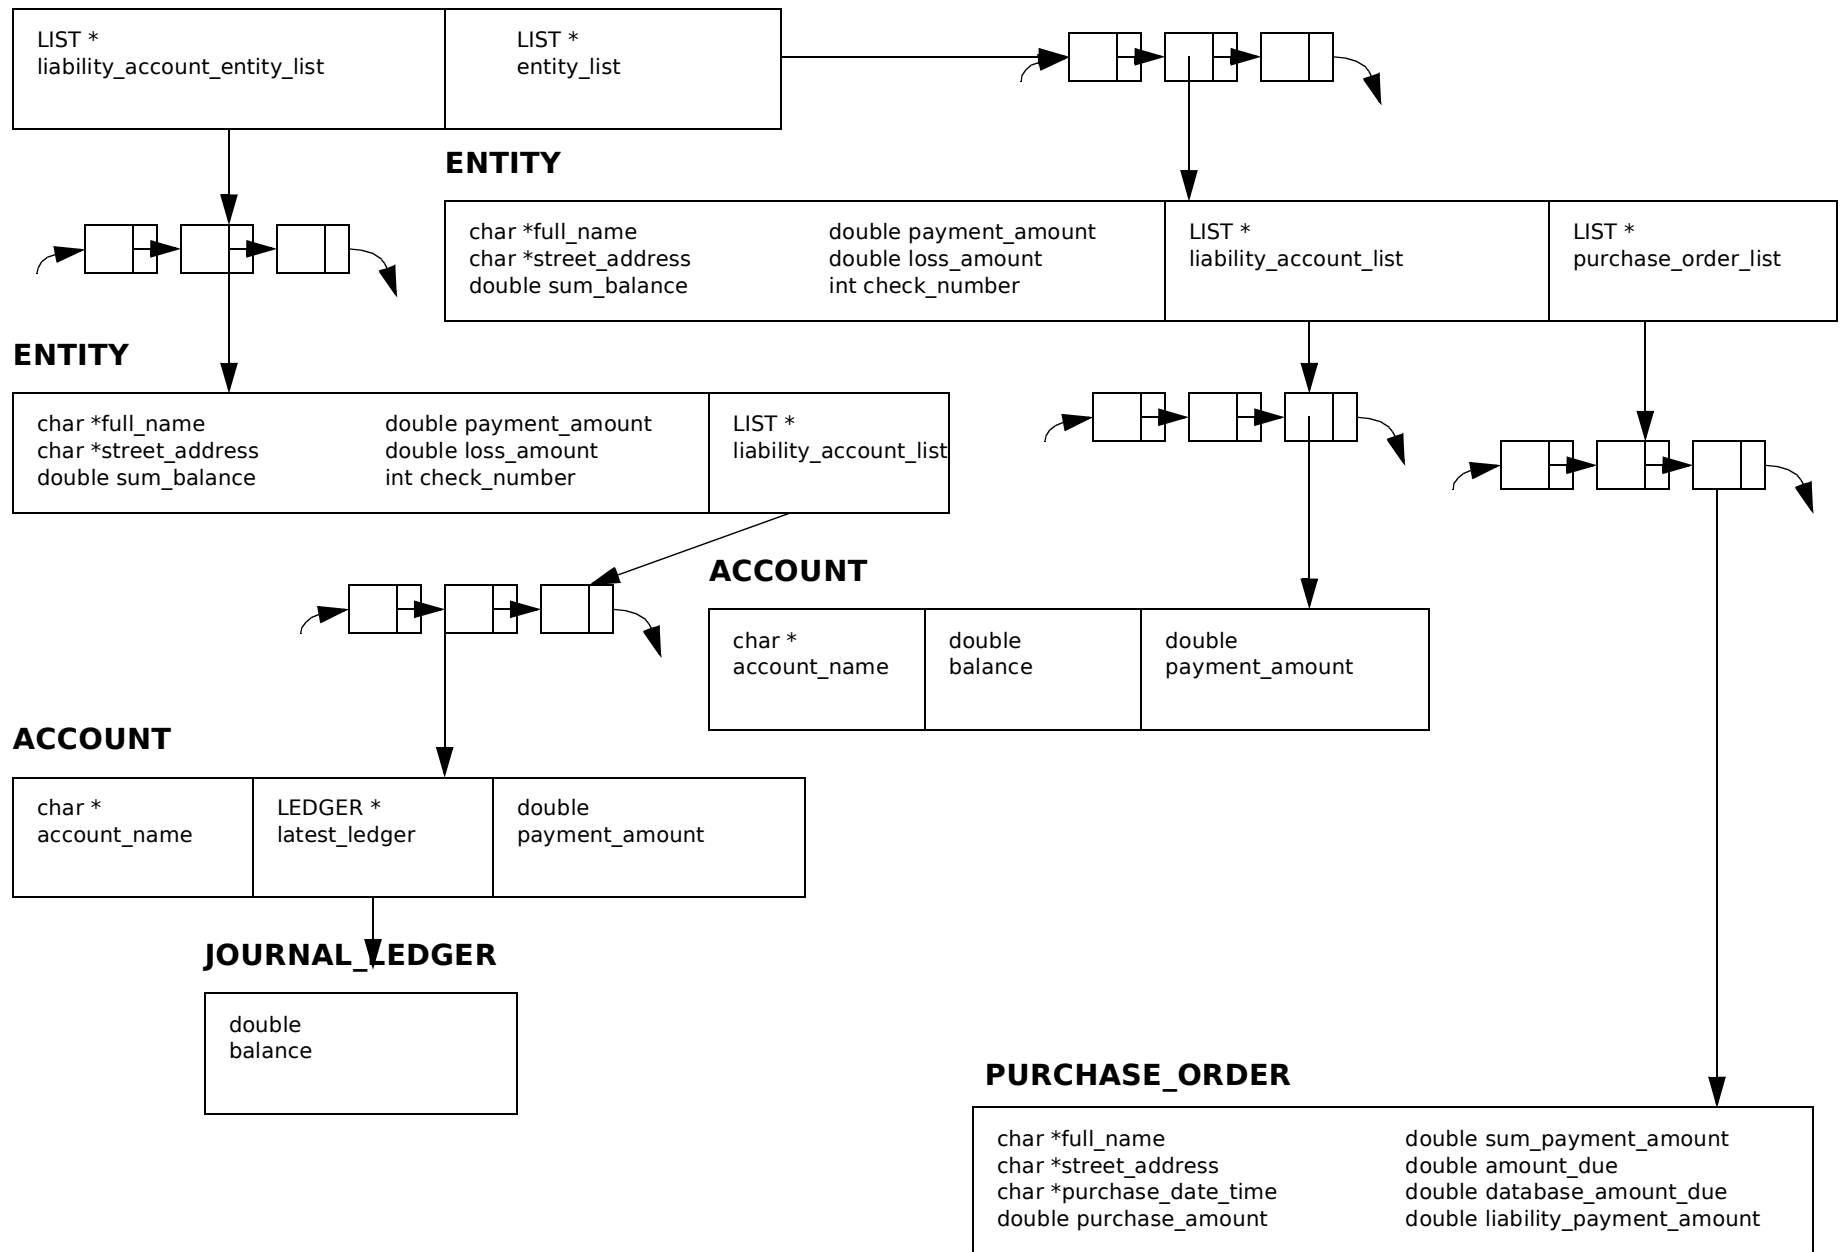 LIST *
liability_account_entity_list
LIST *
entity_list
ENTITY
char *full_name
char *street_address
double sum_balance
double payment_amount
double loss_amount
int check_number
LIST *
liability_account_list
LIST *
purchase_order_list
ENTITY
char *full_name
char *street_address
double sum_balance
double payment_amount
double loss_amount
int check_number
LIST *
liability_account_list
ACCOUNT
char *
account_name
double
balance
double
payment_amount
ACCOUNT
char *
account_name
LEDGER *
latest_ledger
double
payment_amount
JOURNAL_LEDGER
double
balance
PURCHASE_ORDER
char *full_name
char *street_address
char *purchase_date_time
double purchase_amount
double sum_payment_amount
double amount_due
double database_amount_due
double liability_payment_amount